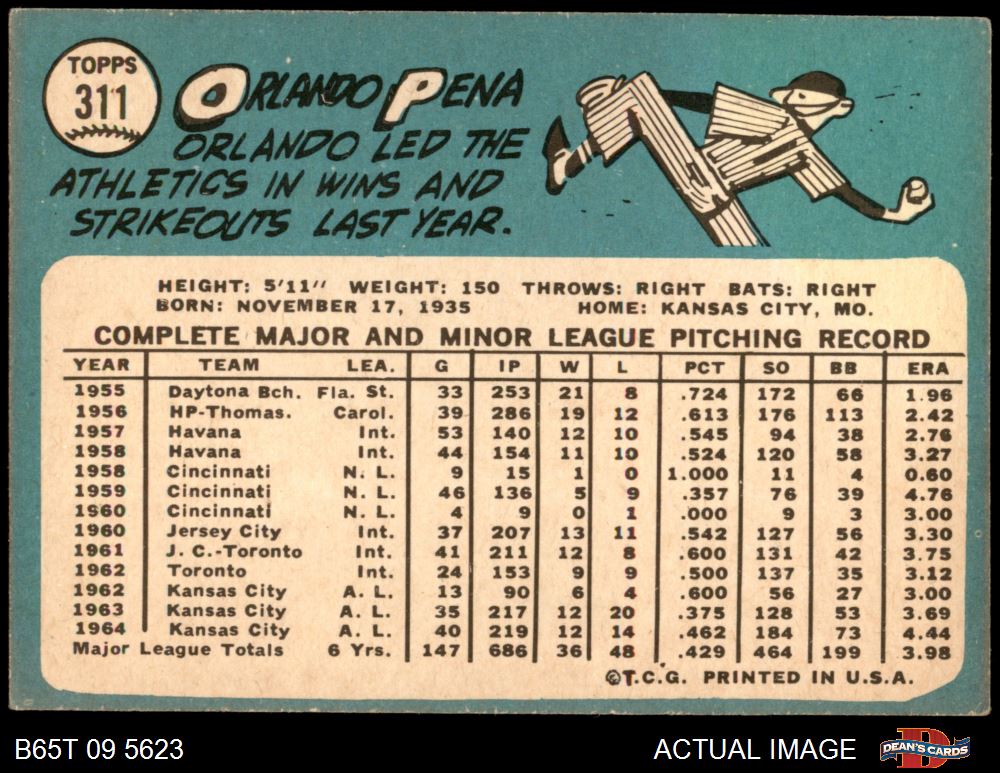 TOPPS
311
ORLANDO PENA
ORLANDO LED THE
ATHLETICS IN WINS AND
STRIKEOUTS LAST YEAR.
HEIGHT: 5'11" WEIGHT: 150 THROWS: RIGHT BATS: RIGHT
BORN: NOVEMBER 17, 1935 HOME: KANSAS CITY, MO.
COMPLETE MAJOR AND MINOR LEAGUE PITCHING RECORD
YEAR TEAM LEA. G IP W L PCT SO BB ERA
1955 Daytona Bch. Fla. St. 33 253 21 8 .724 172 66 1.96
1956 HP-Thomas. Carol. 39 286 19 12 .613 176 113 2.42
1957 Havana Int. 53 140 12 10 .545 94 38 2.76
1958 Havana Int. 44 154 11 10 .524 120 58 3.27
1958 Cincinnati N. L. 9 15 1 0 1.000 11 4 0.60
1959 Cincinnati N. L. 46 136 5 9 .357 76 39 4.76
1960 Cincinnati N. L. 4 9 0 1 .000 9 3 3.00
1960 Jersey City Int. 37 207 13 11 .542 127 56 3.30
1961 J. C.-Toronto Int. 41 211 12 8 .600 131 42 3.75
1962 Toronto Int. 24 153 9 9 .500 137 35 3.12
1962 Kansas City A. L. 13 90 6 4 .600 56 27 3.00
1963 Kansas City A. L. 35 217 12 20 .375 128 53 3.69
1964 Kansas City A. L. 40 219 12 14 .462 184 73 4.44
Major League Totals 6 Yrs. 147 686 36 48 .429 464 199 3.98
©T.C.G. PRINTED IN U.S.A.
B65T 09 5623 ACTUAL IMAGE DEAN'S CARDS